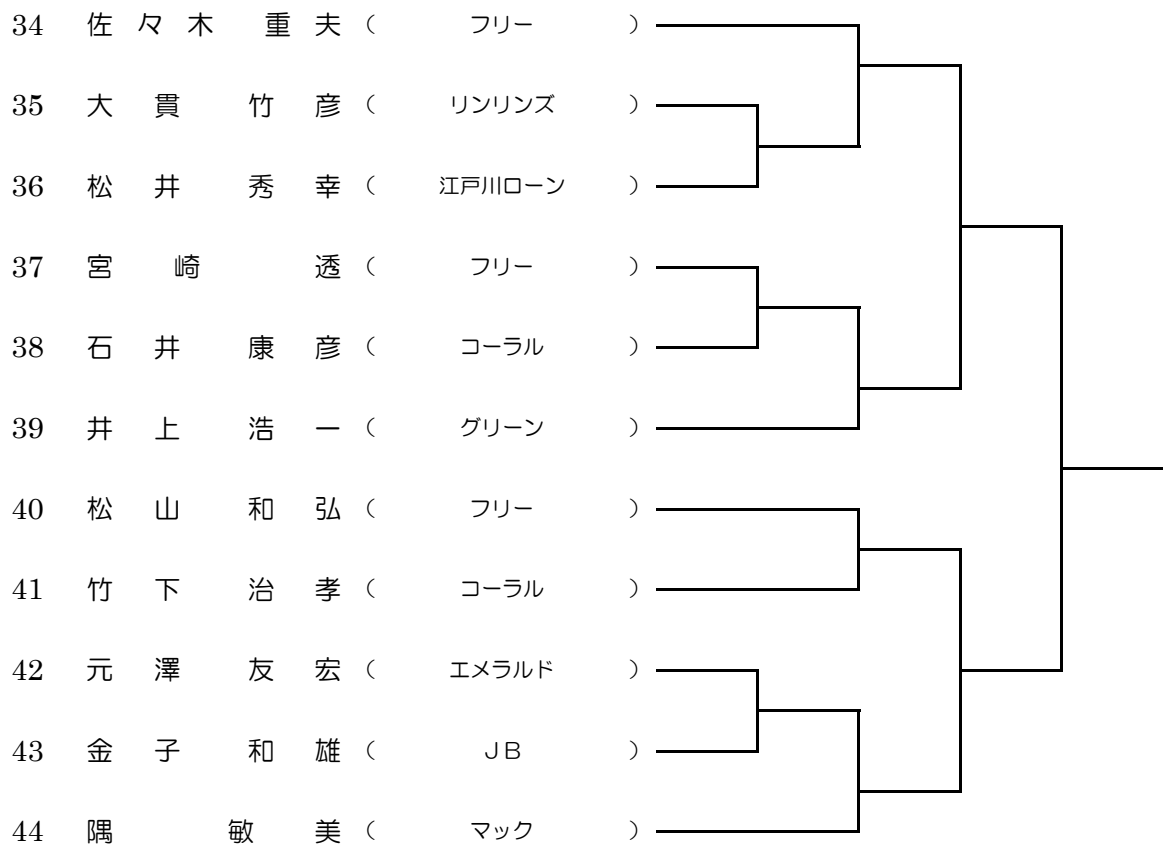 34 佐々木 重夫 ( フリー )
35 大貫 竹彦 ( リンリンズ )
36 松井 秀幸 ( 江戸川ローン )
37 宮崎 透 ( フリー )
38 石井 康彦 ( コーラル )
39 井上 浩一 ( グリーン )
40 松山 和弘 ( フリー )
41 竹下 治孝 ( コーラル )
42 元澤 友宏 ( エメラルド )
43 金子 和雄 ( JB )
44 隅 敏美 ( マック )